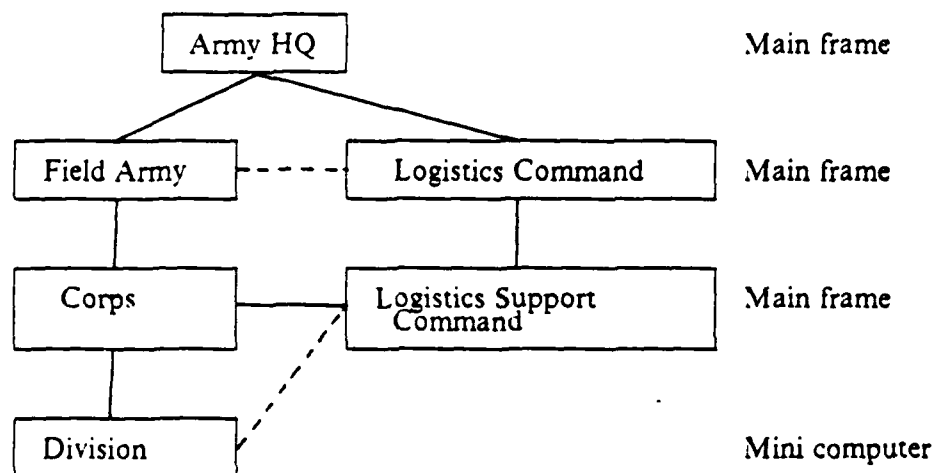 Army HQ
Main frame
Field Army
Logistics Command
Main frame
Corps
Logistics Support
Command
Main frame
Division
Mini computer